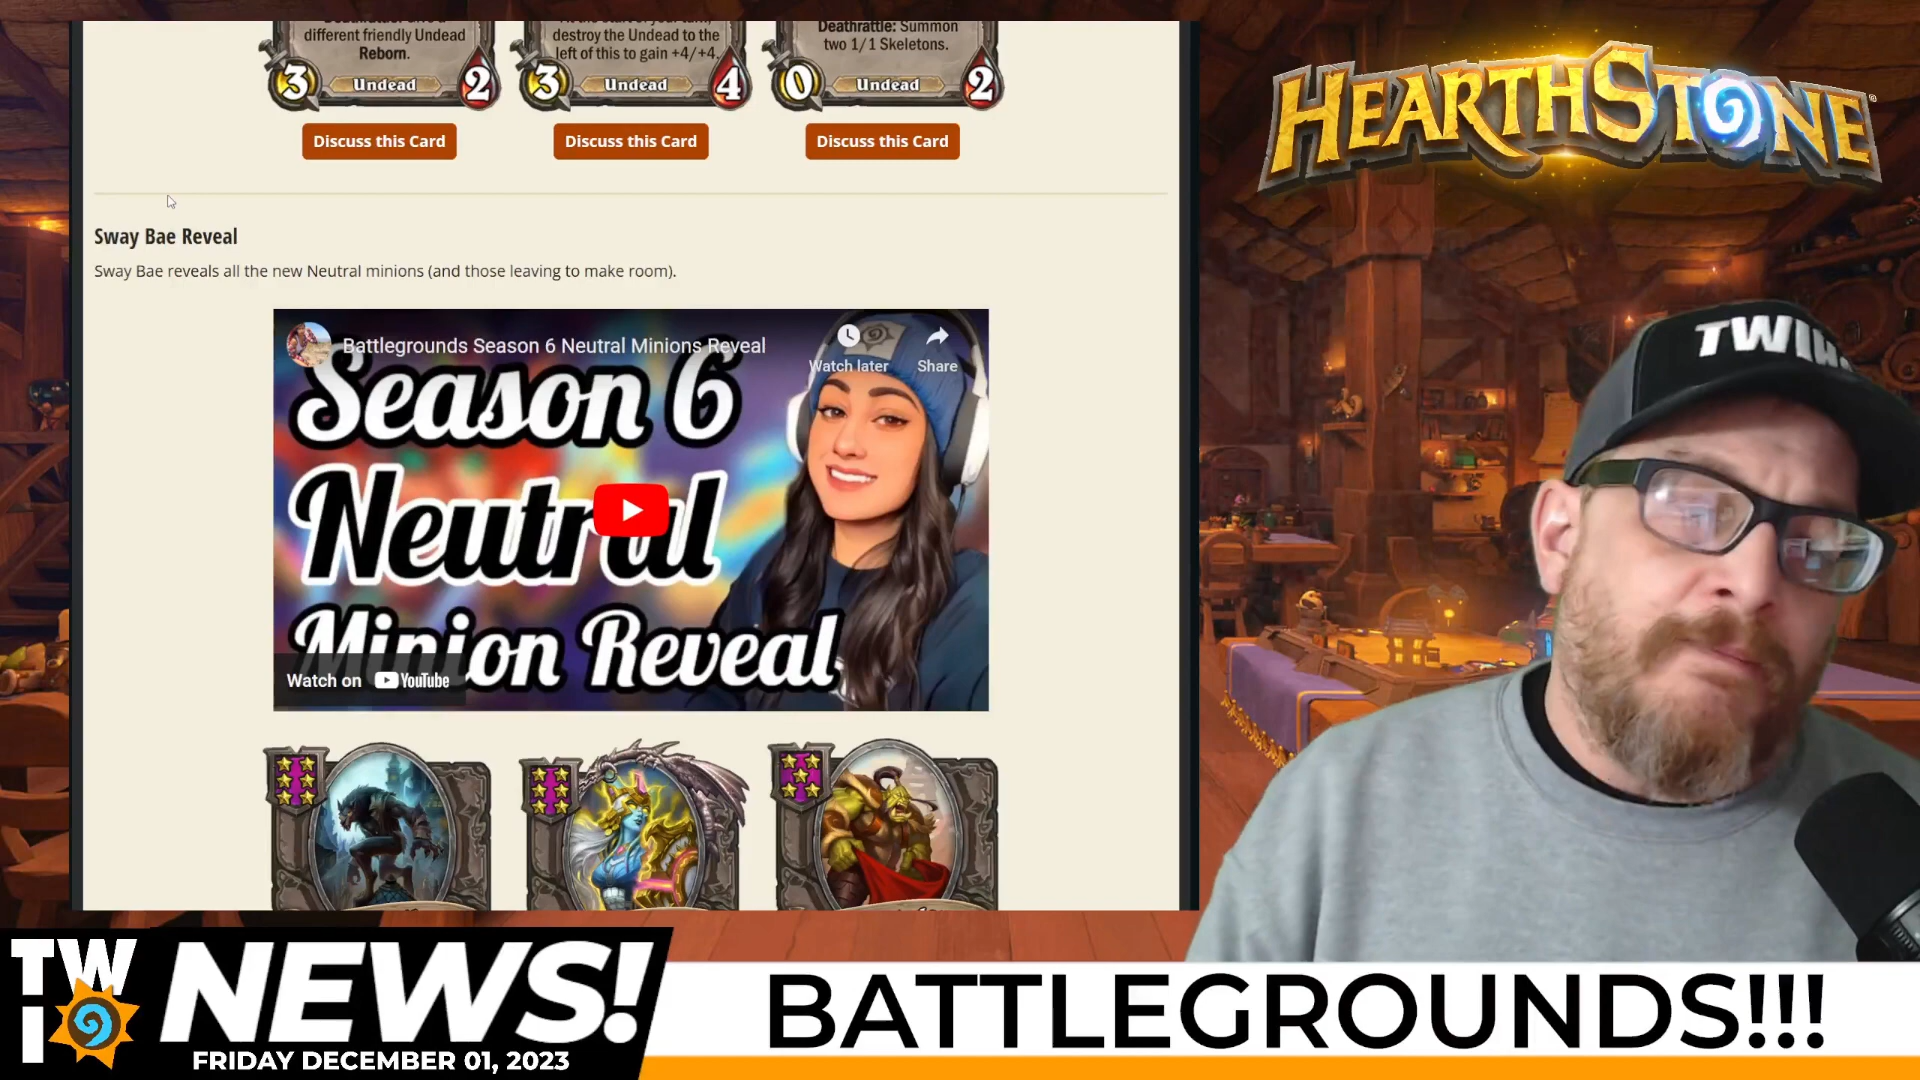 different friendly Undead
Reborn.
3
Undead
2
destroy the Undead to the
left of this to gain +4/+4.
3
Undead
4
Deathrattle: Summon
two 1/1 Skeletons.
0
Undead
2
Discuss this Card
Discuss this Card
Discuss this Card
Sway Bae Reveal
Sway Bae reveals all the new Neutral minions (and those leaving to make room).
Battlegrounds Season 6 Neutral Minions Reveal
Watch later
Share
Season 6
Neutral
Minion Reveal
Watch on YouTube
HEARTHSTONE
TWIH
TW
I
NEWS!
FRIDAY DECEMBER 01, 2023
BATTLEGROUNDS!!!